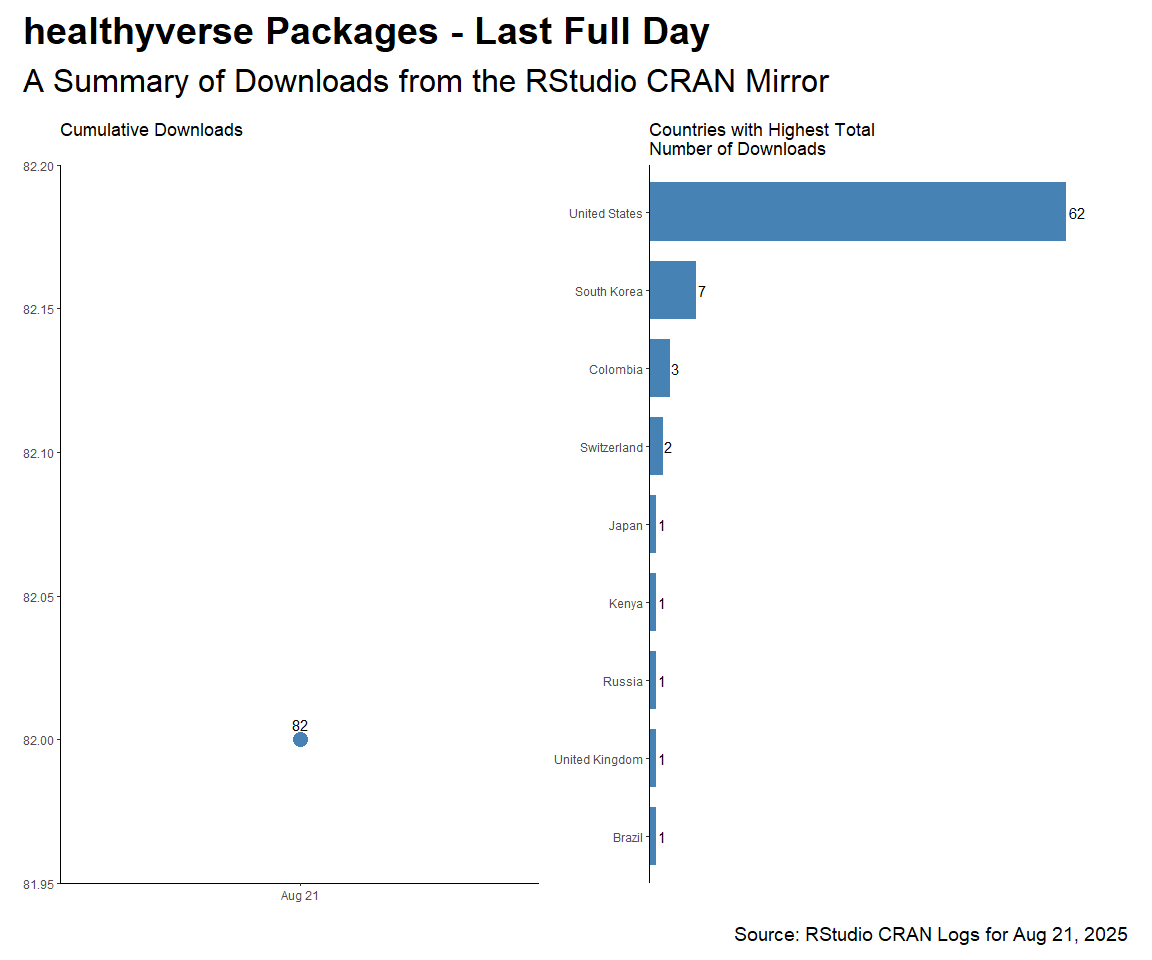 healthyverse Packages - Last Full Day
A Summary of Downloads from the RStudio CRAN Mirror
Cumulative Downloads
82.20
82.15
82.10
82.05
82.00
81.95
82
Aug 21
Countries with Highest Total
Number of Downloads
United States 62
South Korea 7
Colombia 3
Switzerland 2
Japan 1
Kenya 1
Russia 1
United Kingdom 1
Brazil 1
Source: RStudio CRAN Logs for Aug 21, 2025